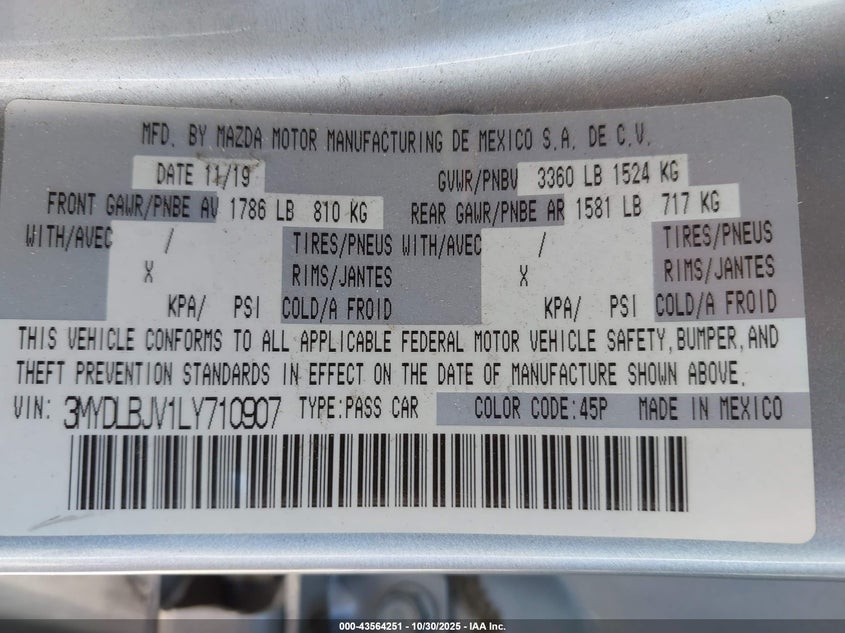 MFD. BY MAZDA MOTOR MANUFACTURING DE MEXICO S.A. DE C.V.
DATE 11/19 GVWR/PNBV 3360 LB 1524 KG
FRONT GAWR/PNBE AV 1786 LB 810 KG REAR GAWR/PNBE AR 1581 LB 717 KG
WITH/AVEC / TIRES/PNEUS WITH/AVEC / TIRES/PNEUS
X RIMS/JANTES X RIMS/JANTES
KPA/ PSI COLD/A FROID KPA/ PSI COLD/A FROID
THIS VEHICLE CONFORMS TO ALL APPLICABLE FEDERAL MOTOR VEHICLE SAFETY, BUMPER, AND
THEFT PREVENTION STANDARDS IN EFFECT ON THE DATE OF MANUFACTURE SHOWN ABOVE.
VIN: 3MYDLBJV1LY710907 TYPE:PASS CAR COLOR CODE:45P MADE IN MEXICO
000-43564251 | 10/30/2025 - IAA Inc.